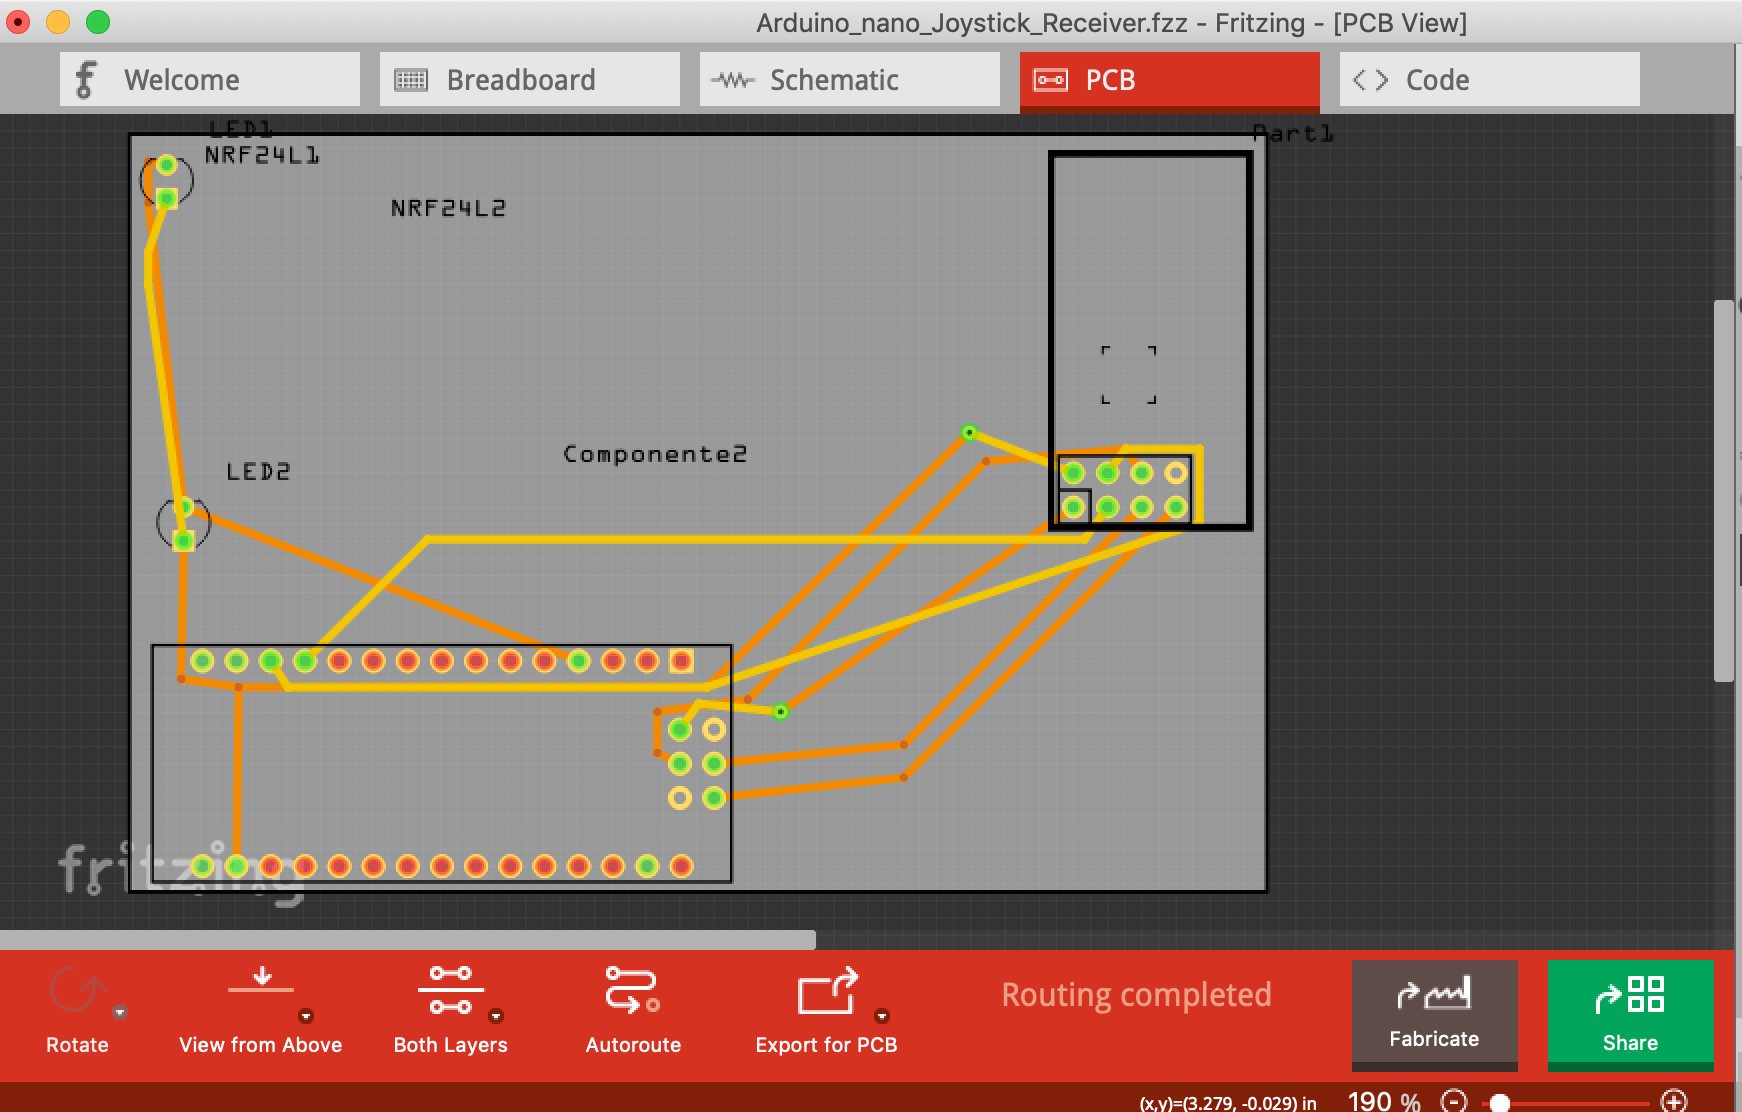 Arduino_nano_Joystick_Receiver.fzz - Fritzing - [PCB View]
Welcome
Breadboard
Schematic
PCB
Code
LED1
Part1
NRF24L1
NRF24L2
Componente2
LED2
fritzing
Rotate
View from Above
Both Layers
Autoroute
Export for PCB
Routing completed
Fabricate
Share
(x,y)=(3.279, -0.029) in
190 %